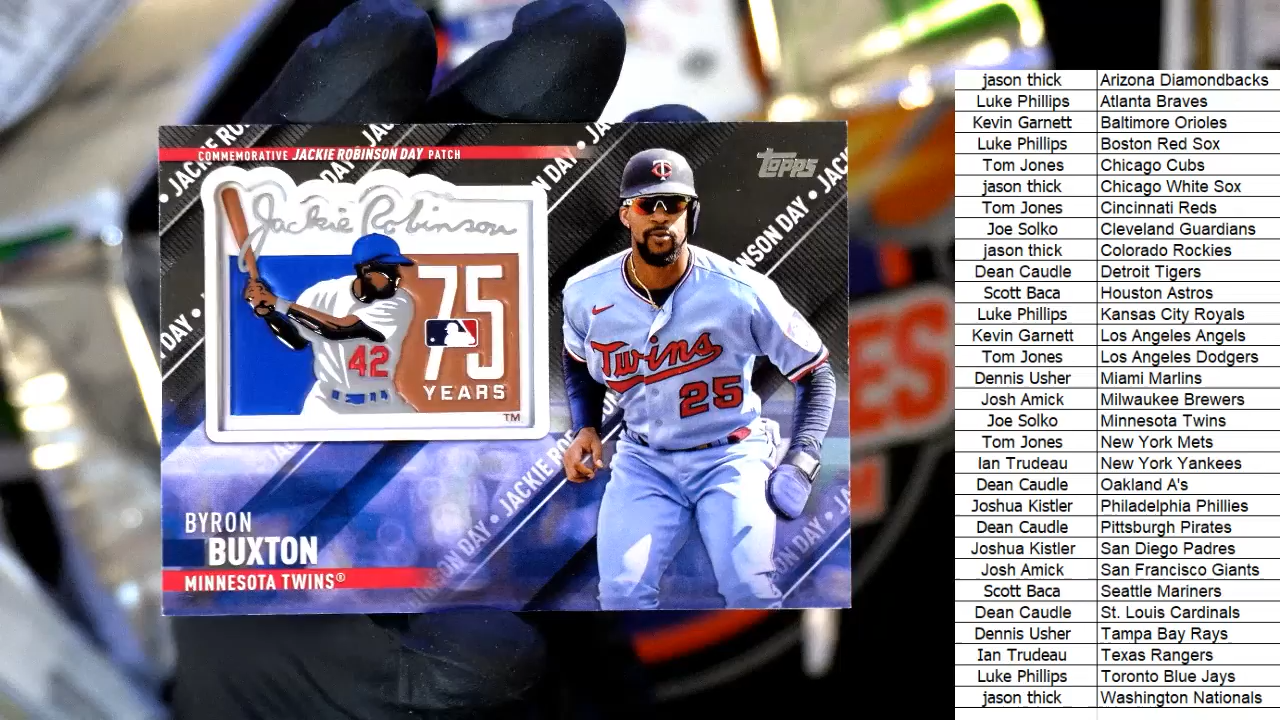 COMMEMORATIVE JACKIE ROBINSON DAY PATCH
TOPPS
Jackie Robinson
75
YEARS
42
TM
Twins
25
BYRON
BUXTON
MINNESOTA TWINS®
JACKIE ROBINSON DAY •
jason thick Arizona Diamondbacks
Luke Phillips Atlanta Braves
Kevin Garnett Baltimore Orioles
Luke Phillips Boston Red Sox
Tom Jones Chicago Cubs
jason thick Chicago White Sox
Tom Jones Cincinnati Reds
Joe Solko Cleveland Guardians
jason thick Colorado Rockies
Dean Caudle Detroit Tigers
Scott Baca Houston Astros
Luke Phillips Kansas City Royals
Kevin Garnett Los Angeles Angels
Tom Jones Los Angeles Dodgers
Dennis Usher Miami Marlins
Josh Amick Milwaukee Brewers
Joe Solko Minnesota Twins
Tom Jones New York Mets
Ian Trudeau New York Yankees
Dean Caudle Oakland A's
Joshua Kistler Philadelphia Phillies
Dean Caudle Pittsburgh Pirates
Joshua Kistler San Diego Padres
Josh Amick San Francisco Giants
Scott Baca Seattle Mariners
Dean Caudle St. Louis Cardinals
Dennis Usher Tampa Bay Rays
Ian Trudeau Texas Rangers
Luke Phillips Toronto Blue Jays
jason thick Washington Nationals